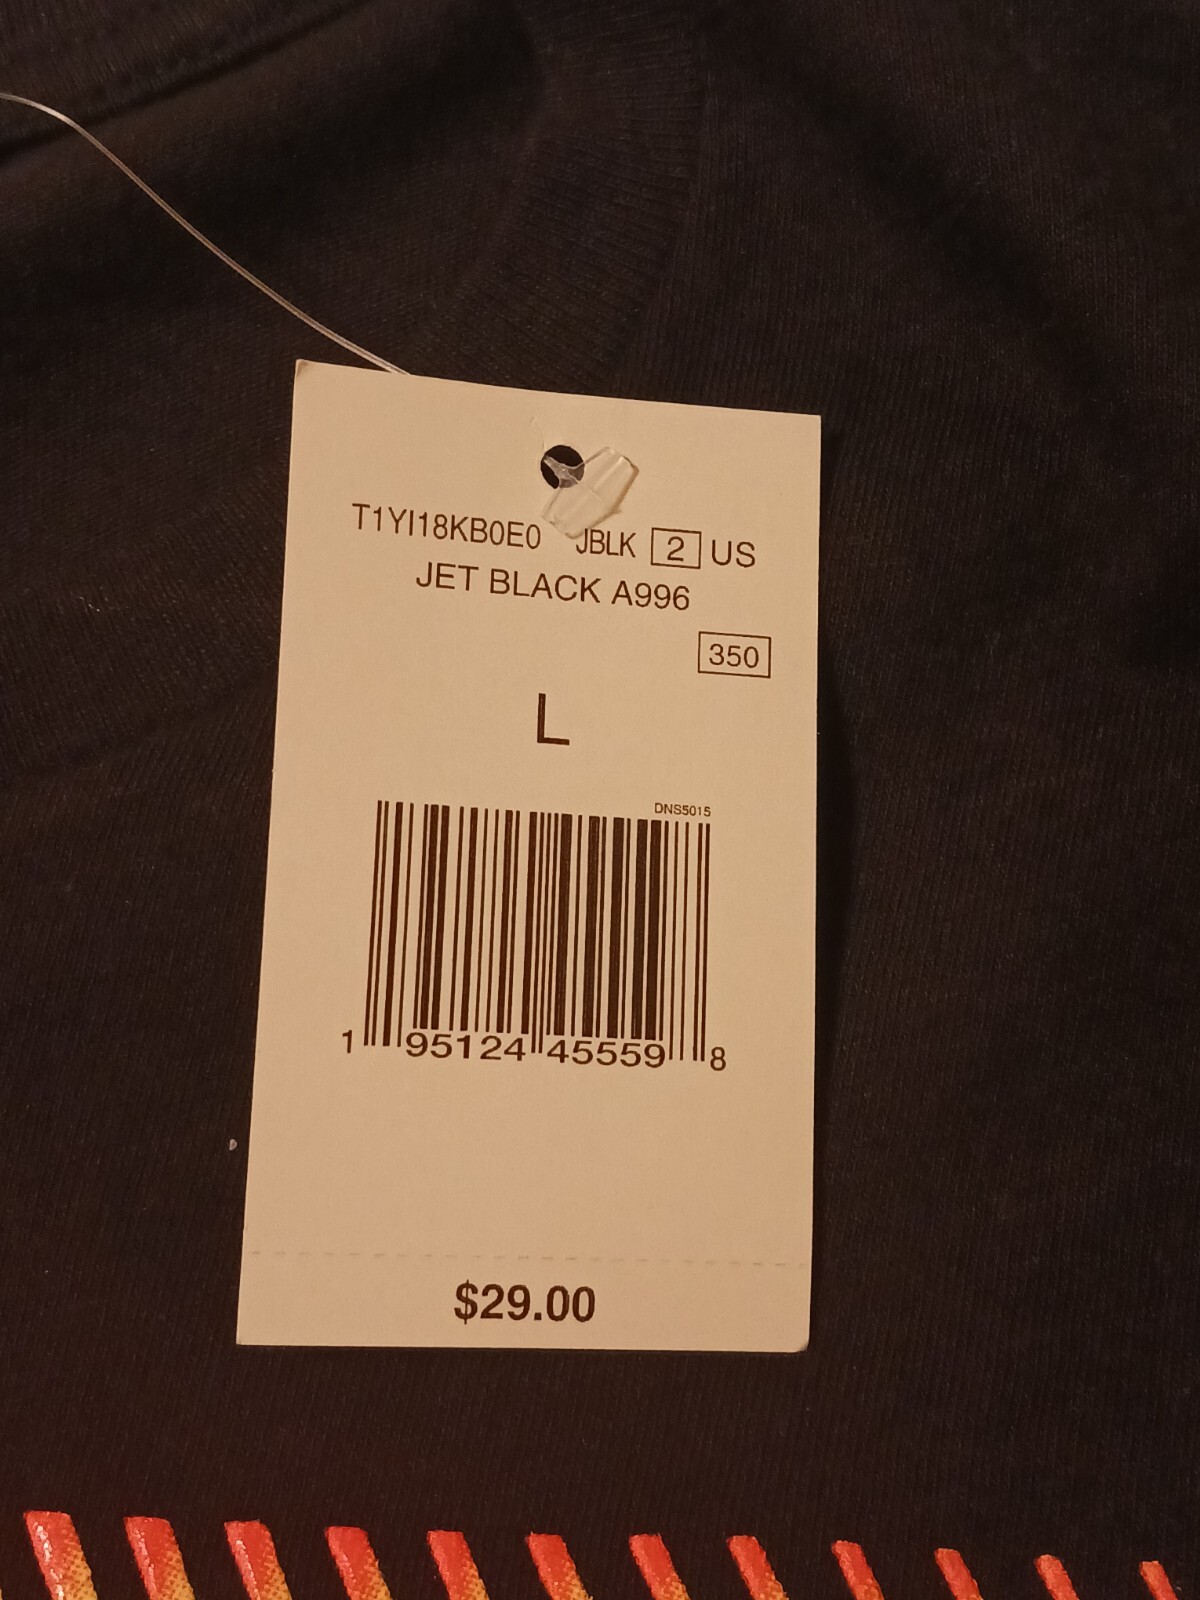 T1YI18KB0E0 JBLK 2 US
JET BLACK A996
350
L
DNS5015
1 95124 45559 8
$29.00